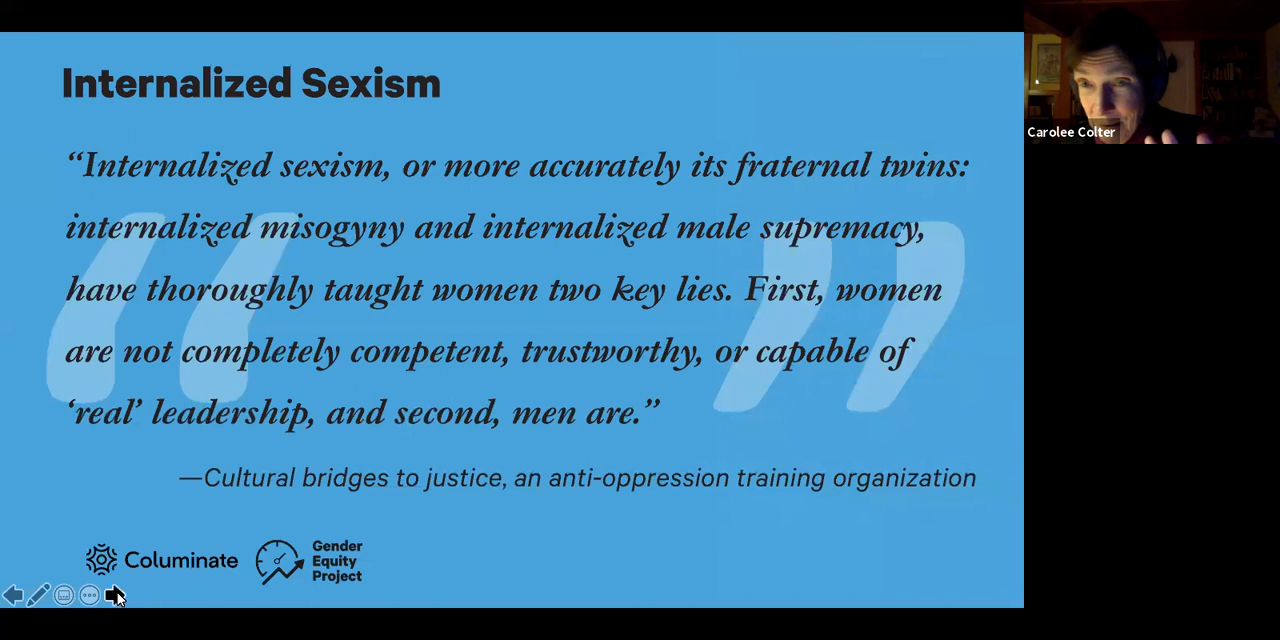 Internalized Sexism
“Internalized sexism, or more accurately its fraternal twins:
internalized misogyny and internalized male supremacy,
have thoroughly taught women two key lies. First, women
are not completely competent, trustworthy, or capable of
‘real’ leadership, and second, men are.”
—Cultural bridges to justice, an anti-oppression training organization
Columinate
Gender
Equity
Project
Carolee Colter